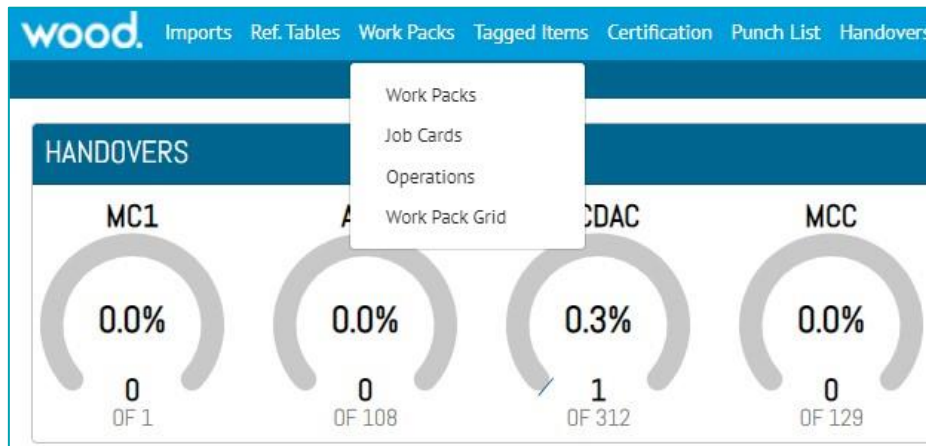 wood. Imports Ref. Tables Work Packs Tagged Items Certification Punch List Handovers
Work Packs
Job Cards
Operations
Work Pack Grid
HANDOVERS
MC1 CDAC MCC
0.0% 0.0% 0.3% 0.0%
0 0 1 0
OF 1 OF 108 OF 312 OF 129